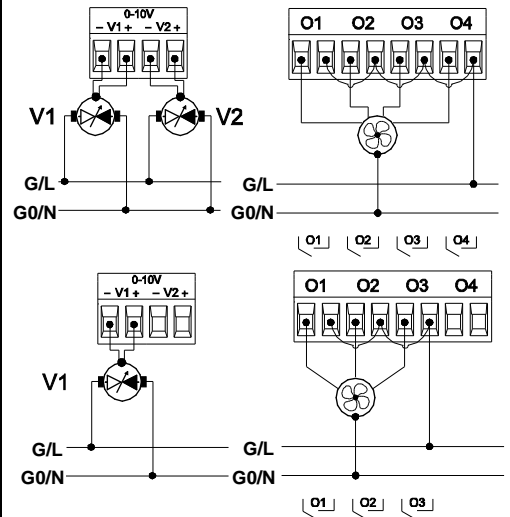 0-10V
– V1 + – V2 +
V1
V2
G/L
G0/N
O1 O2 O3 O4
G/L
G0/N
O1 O2 O3 O4
0-10V
– V1 + – V2 +
V1
G/L
G0/N
O1 O2 O3 O4
G/L
G0/N
O1 O2 O3